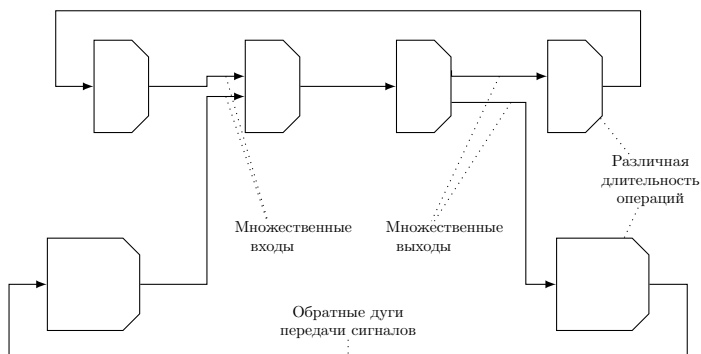 Различная
длительность
операций
Множественные
входы
Множественные
выходы
Обратные дуги
передачи сигналов